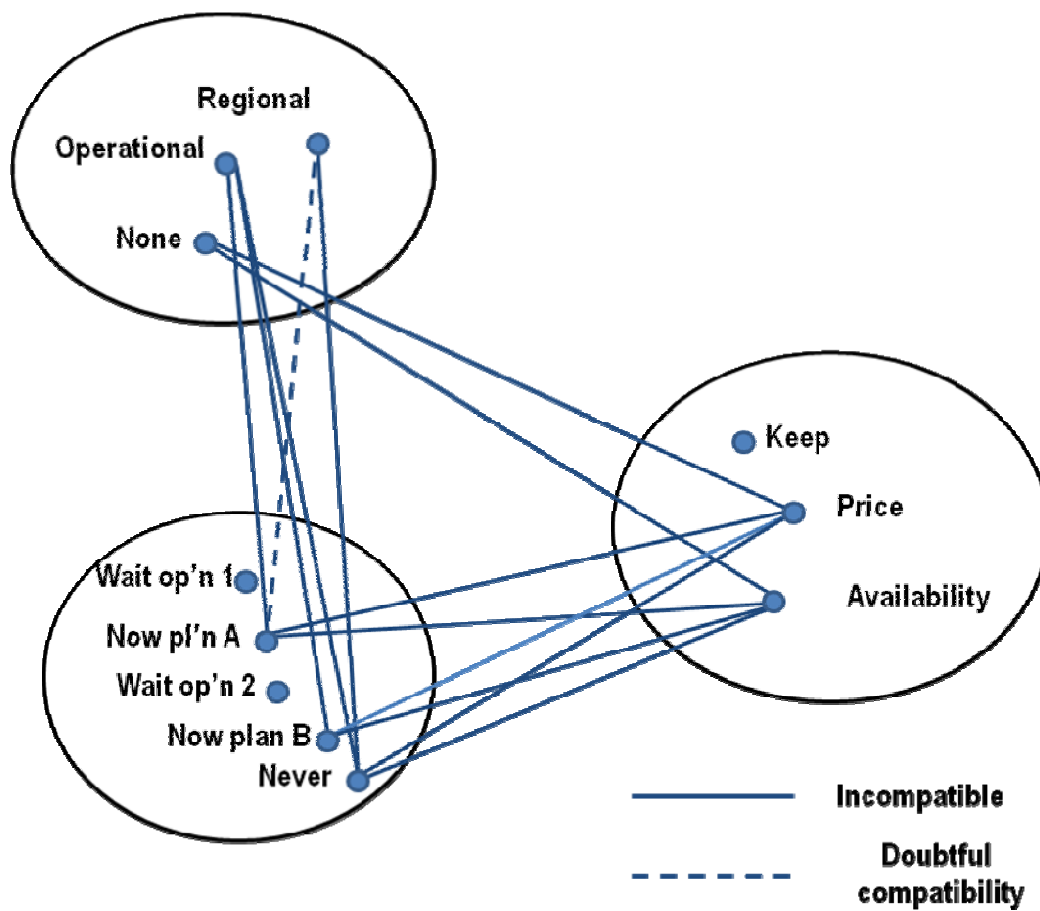 Regional
Operational
None
Keep
Price
Availability
Wait op'n 1
Now pl'n A
Wait op'n 2
Now plan B
Never
Incompatible
Doubtful
compatibility